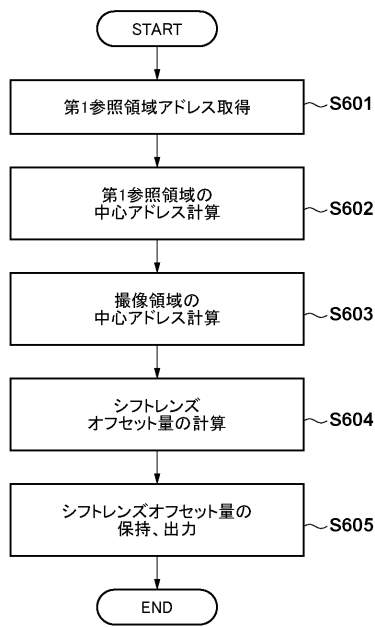 START
第1参照領域アドレス取得
S601
第1参照領域の
中心アドレス計算
S602
撮像領域の
中心アドレス計算
S603
シフトレンズ
オフセット量の計算
S604
シフトレンズオフセット量の
保持、出力
S605
END